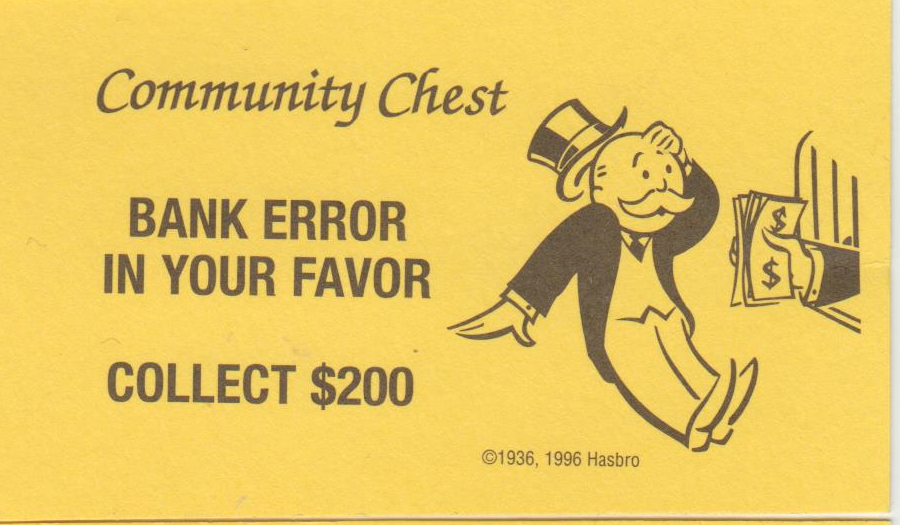 Community Chest
BANK ERROR
IN YOUR FAVOR
COLLECT $200
$
$
©1936, 1996 Hasbro